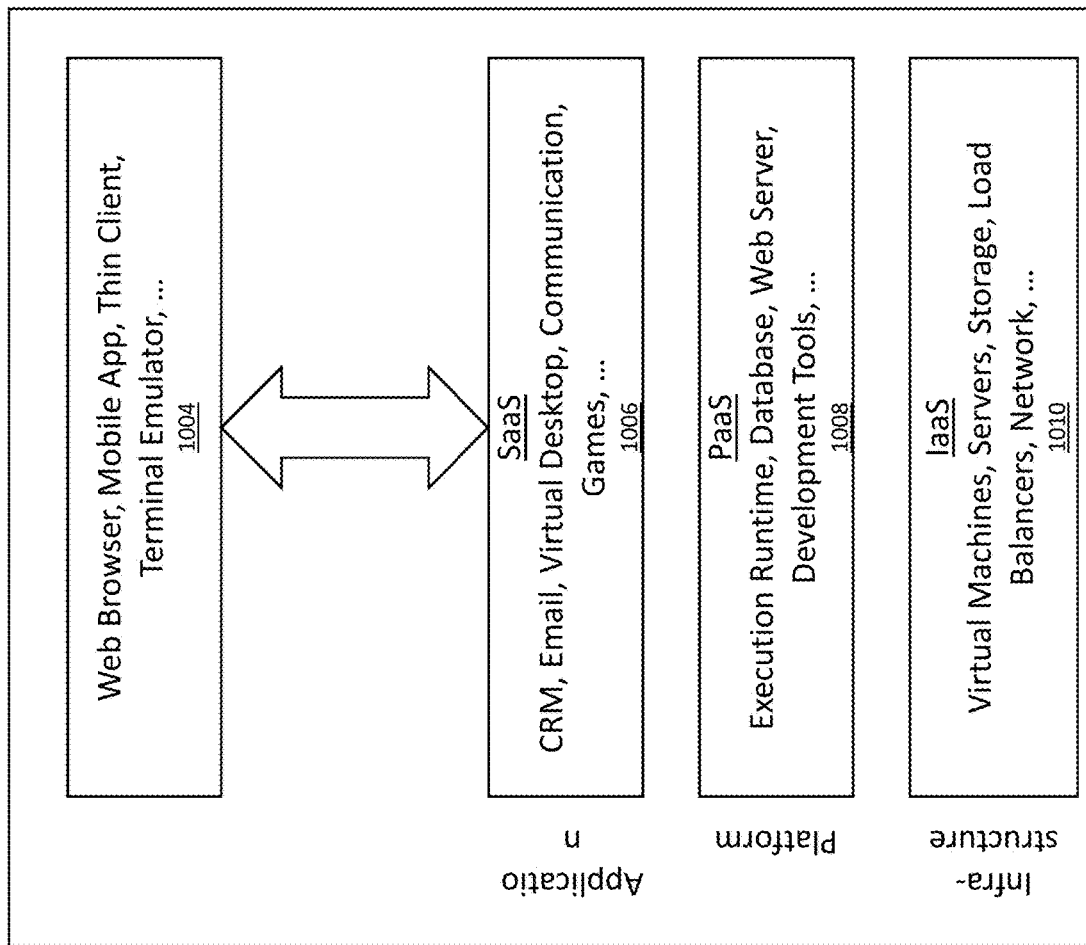 Web Browser, Mobile App, Thin Client,
Terminal Emulator, ...
1004
SaaS
CRM, Email, Virtual Desktop, Communication,
Games, ...
1006
Applicatio
n
PaaS
Execution Runtime, Database, Web Server,
Development Tools, ...
1008
Platform
IaaS
Virtual Machines, Servers, Storage, Load
Balancers, Network, ...
1010
Infra-
structure